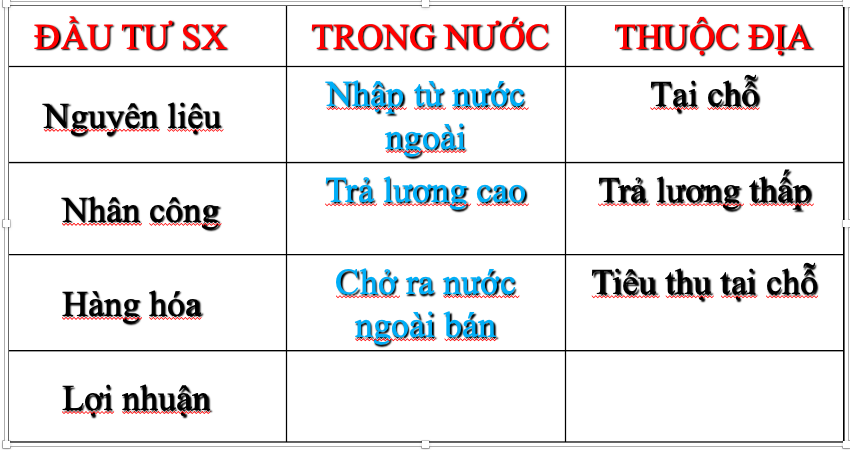 ĐẦU TƯ SX
TRONG NƯỚC
THUỘC ĐỊA
Nguyên liệu
Nhập từ nước
ngoài
Tại chỗ
Nhân công
Trả lương cao
Trả lương thấp
Hàng hóa
Chở ra nước
ngoài bán
Tiêu thụ tại chỗ
Lợi nhuận